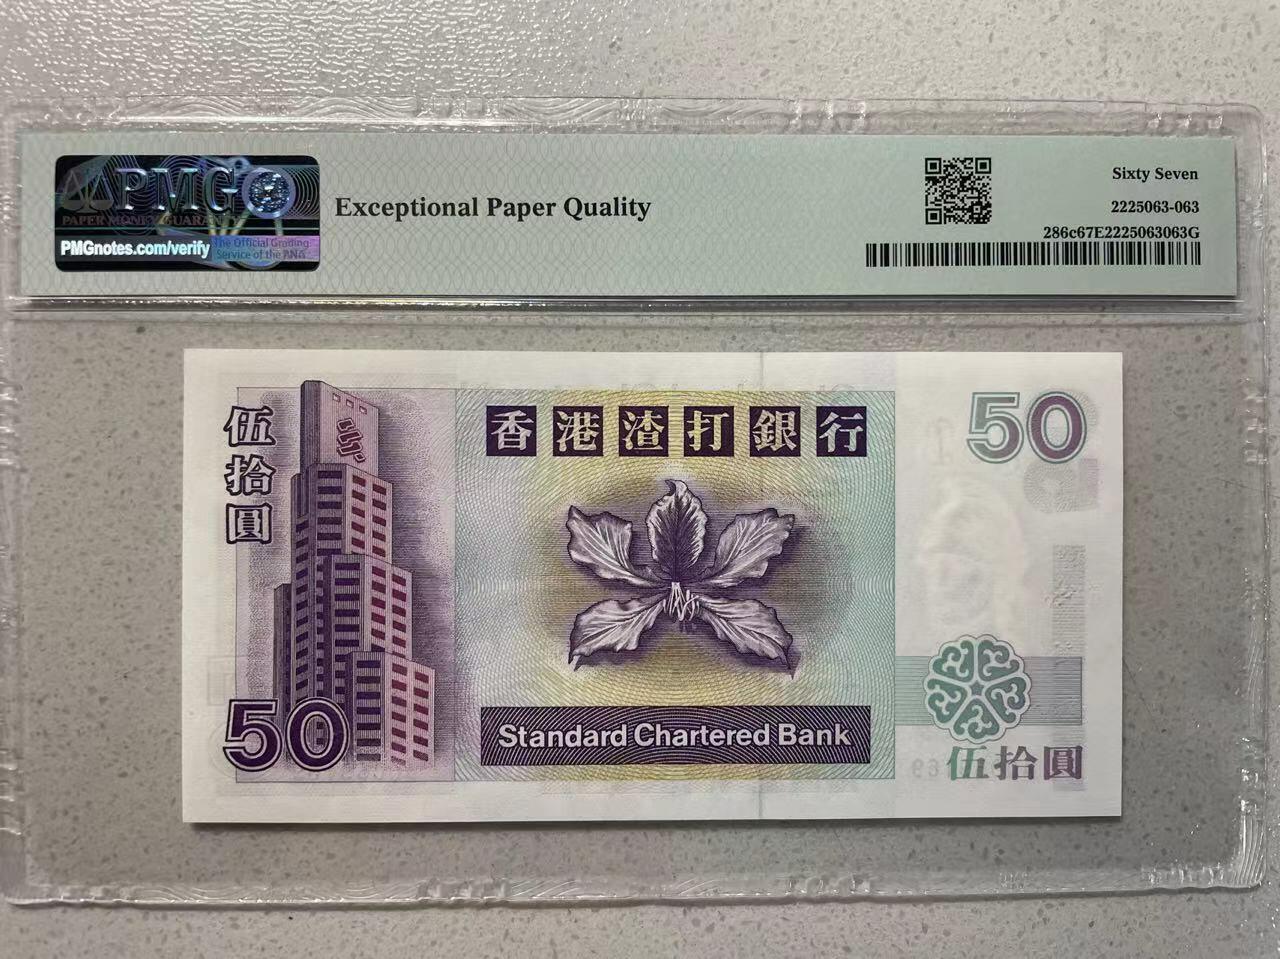 PMG
PAPER MONEY GUARANTY
PMGnotes.com/verify
The Official Grading
Service of the ANA
Exceptional Paper Quality
Sixty Seven
2225063-063
286c67E2225063063G
伍拾圓
香港渣打銀行
50
50
Standard Chartered Bank
伍拾圓